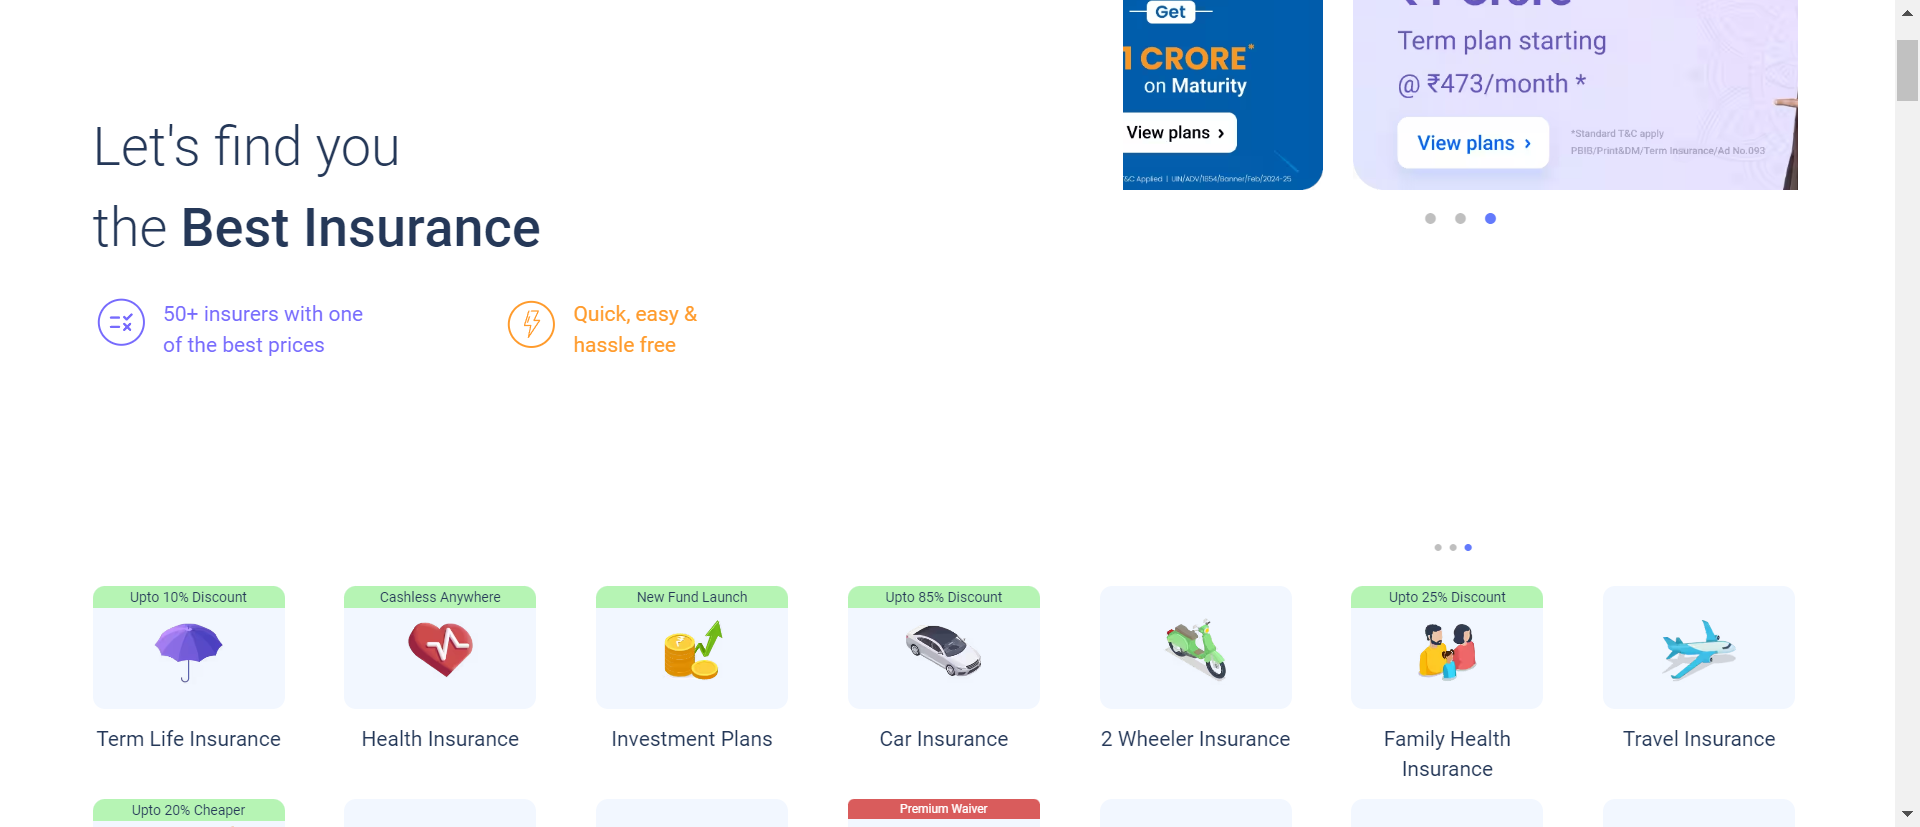 Let's find you
the Best Insurance
50+ insurers with one
of the best prices
Quick, easy &
hassle free
Get
1 CRORE*
on Maturity
View plans ›
T&C Applied | UIN/ADV/1854/Banner/Feb/2024-25
₹1 Crore
Term plan starting
@ ₹473/month *
View plans ›
*Standard T&C apply
PBIB/Print&DM/Term Insurance/Ad No.093
Upto 10% Discount
Term Life Insurance
Cashless Anywhere
Health Insurance
New Fund Launch
Investment Plans
Upto 85% Discount
Car Insurance
2 Wheeler Insurance
Upto 25% Discount
Family Health
Insurance
Travel Insurance
Upto 20% Cheaper
Premium Waiver